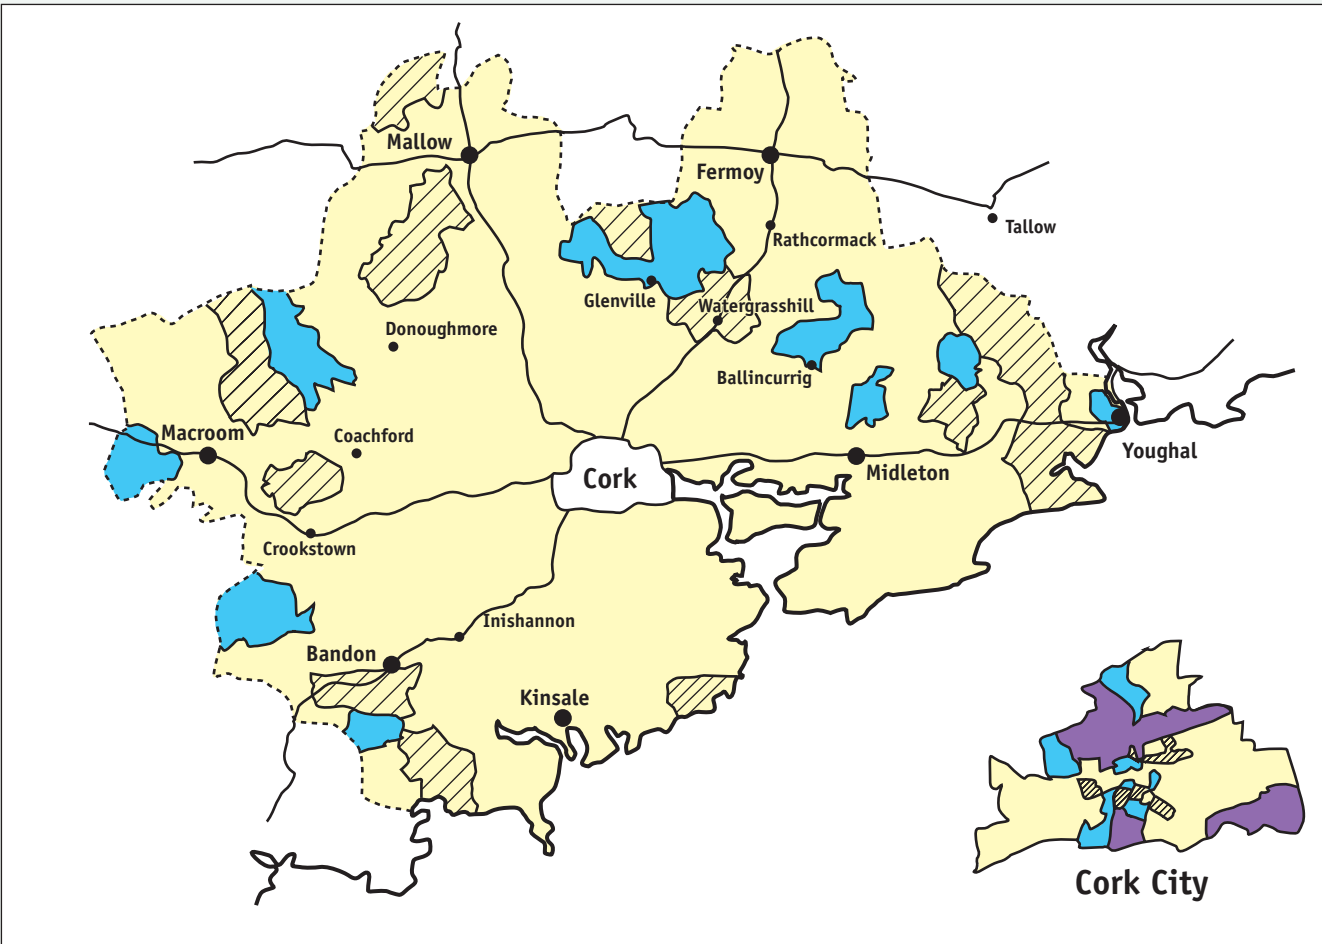 Mallow
Fermoy
Tallow
Rathcormack
Glenville
Watergrasshill
Donoughmore
Ballincurrig
Macroom
Coachford
Youghal
Cork
Midleton
Crookstown
Inishannon
Bandon
Kinsale
Cork City